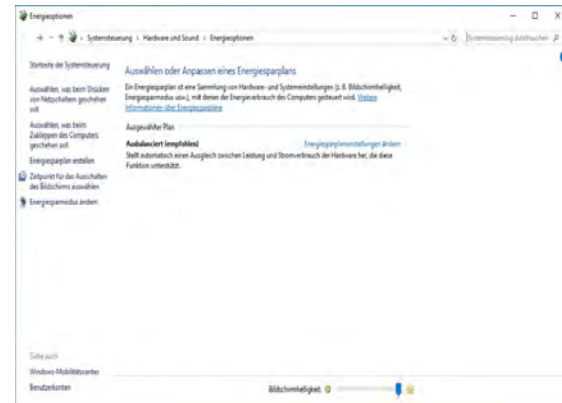 Energieoptionen
Systemsteuerung › Hardware und Sound › Energieoptionen
Systemsteuerung durchsuchen
Startseite der Systemsteuerung
Auswählen, was beim Drücken
von Netzschaltern geschehen
soll
Auswählen, was beim
Zuklappen des Computers
geschehen soll
Energiesparplan erstellen
Zeitpunkt für das Ausschalten
des Bildschirms auswählen
Energiesparmodus ändern
Auswählen oder Anpassen eines Energiesparplans
Ein Energiesparplan ist eine Sammlung von Hardware- und Systemeinstellungen (z. B. Bildschirmhelligkeit,
Energiesparmodus usw.), mit denen der Energieverbrauch des Computers gesteuert wird. Weitere
Informationen über Energiesparpläne
Ausgewählter Plan
Ausbalanciert (empfohlen)
Energiesparplaneinstellungen ändern
Stellt automatisch einen Ausgleich zwischen Leistung und Stromverbrauch der Hardware her, die diese
Funktion unterstützt.
Siehe auch
Windows-Mobilitätscenter
Benutzerkonten
Bildschirmhelligkeit: